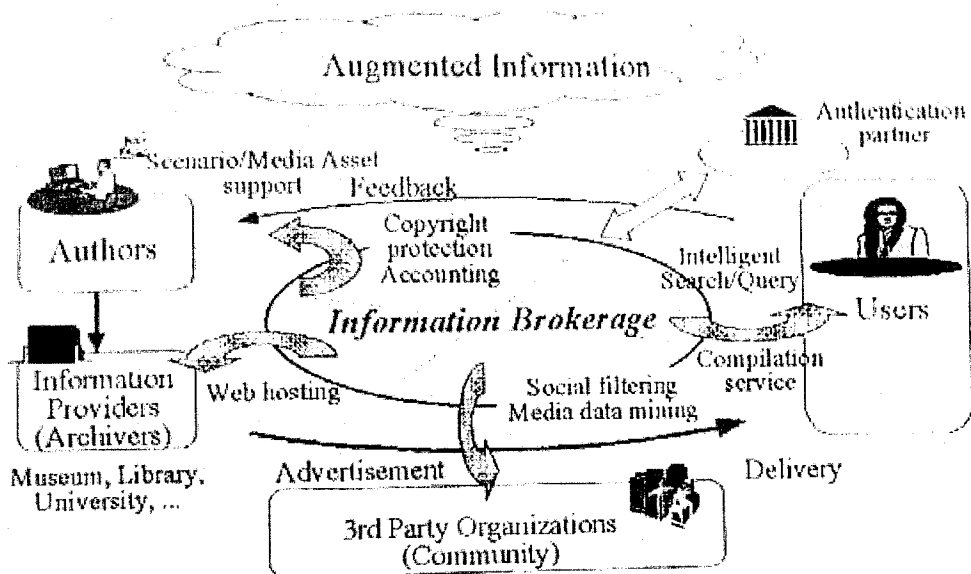 Augmented Information
Authentication
partner
Scenario/Media Asset
support
Feedback
Authors
Copyright
protection
Accounting
Intelligent
Search/Query
Users
Information Brokerage
Information
Providers
(Archivers)
Web hosting
Compilation
service
Social filtering
Media data mining
Museum, Library,
University, ...
Advertisement
Delivery
3rd Party Organizations
(Community)